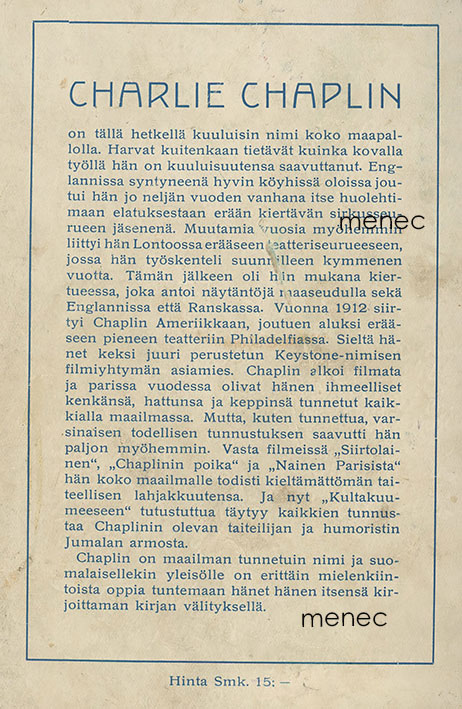 CHARLIE CHAPLIN
on tällä hetkellä kuuluisin nimi koko maapal-
lolla. Harvat kuitenkaan tietävät kuinka kovalla
työllä hän on kuuluisuutensa saavuttanut. Eng-
lannissa syntyneenä hyvin köyhissä oloissa jou-
tui hän jo neljän vuoden vanhana itse huolehti-
maan elatuksestaan erään kiertävän sirkusseu-
rueen jäsenenä. Muutamia vuosia myöhemmin
menec
liittyi hän Lontoossa erääseen teatteriseurueeseen,
jossa hän työskenteli suunnilleen kymmenen
vuotta. Tämän jälkeen oli hän mukana kier-
tueessa, joka antoi näytäntöjä maaseudulla sekä
Englannissa että Ranskassa. Vuonna 1912 siir-
tyi Chaplin Ameriikkaan, joutuen aluksi erää-
seen pieneen teatteriin Philadelfiassa. Sieltä hä-
net keksi juuri perustetun Keystone-nimisen
filmiyhtymän asiamies. Chaplin alkoi filmata
ja parissa vuodessa olivat hänen ihmeelliset
kenkänsä, hattunsa ja keppinsä tunnetut kaik-
kialla maailmassa. Mutta, kuten tunnettua, var-
sinaisen todellisen tunnustuksen saavutti hän
paljon myöhemmin. Vasta filmeissä „Siirtolai-
nen“, „Chaplinin poika“ ja „Nainen Parisista“
hän koko maailmalle todisti kieltämättömän tai-
teellisen lahjakkuutensa. Ja nyt „Kultakuu-
meeseen“ tutustuttua täytyy kaikkien tunnus-
taa Chaplinin olevan taiteilijan ja humoristin
Jumalan armosta.
Chaplin on maailman tunnetuin nimi ja suo-
malaisellekin yleisölle on erittäin mielenkiin-
toista oppia tuntemaan hänet hänen itsensä kir-
joittaman kirjan välityksellä.
menec
Hinta Smk. 15: —